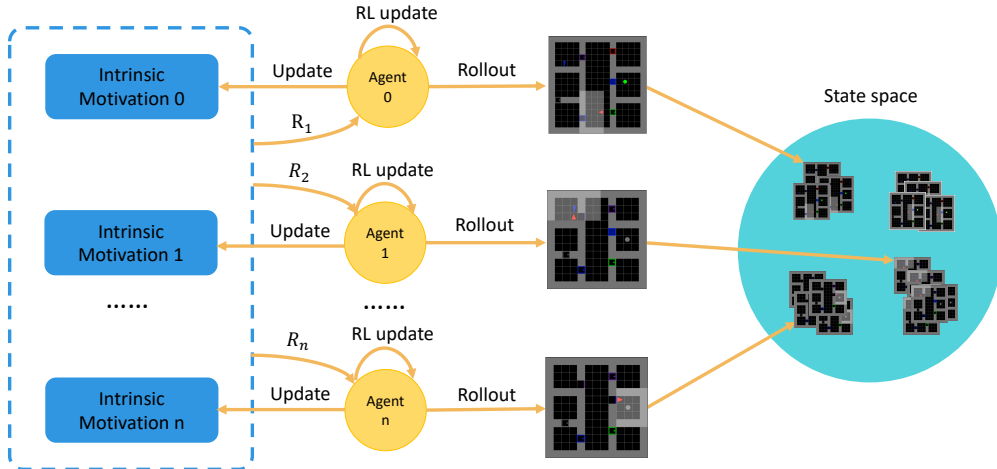 RL update
Intrinsic
Motivation 0
Update
Agent
0
Rollout
State space
R1
R2
RL update
Intrinsic
Motivation 1
Update
Agent
1
Rollout
......
......
Rn
RL update
Intrinsic
Motivation n
Update
Agent
n
Rollout